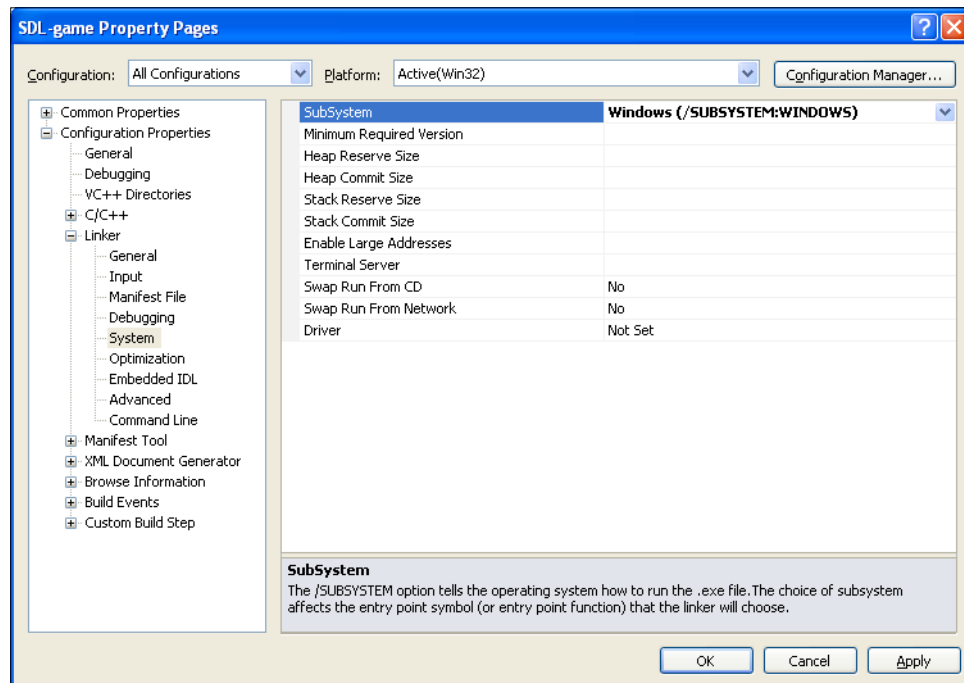 SDL-game Property Pages
Configuration: All Configurations Platform: Active(Win32) Configuration Manager...
Common Properties
Configuration Properties
General
Debugging
VC++ Directories
C/C++
Linker
General
Input
Manifest File
Debugging
System
Optimization
Embedded IDL
Advanced
Command Line
Manifest Tool
XML Document Generator
Browse Information
Build Events
Custom Build Step
SubSystem Windows (/SUBSYSTEM:WINDOWS)
Minimum Required Version
Heap Reserve Size
Heap Commit Size
Stack Reserve Size
Stack Commit Size
Enable Large Addresses
Terminal Server
Swap Run From CD No
Swap Run From Network No
Driver Not Set
SubSystem
The /SUBSYSTEM option tells the operating system how to run the .exe file.The choice of subsystem
affects the entry point symbol (or entry point function) that the linker will choose.
OK Cancel Apply